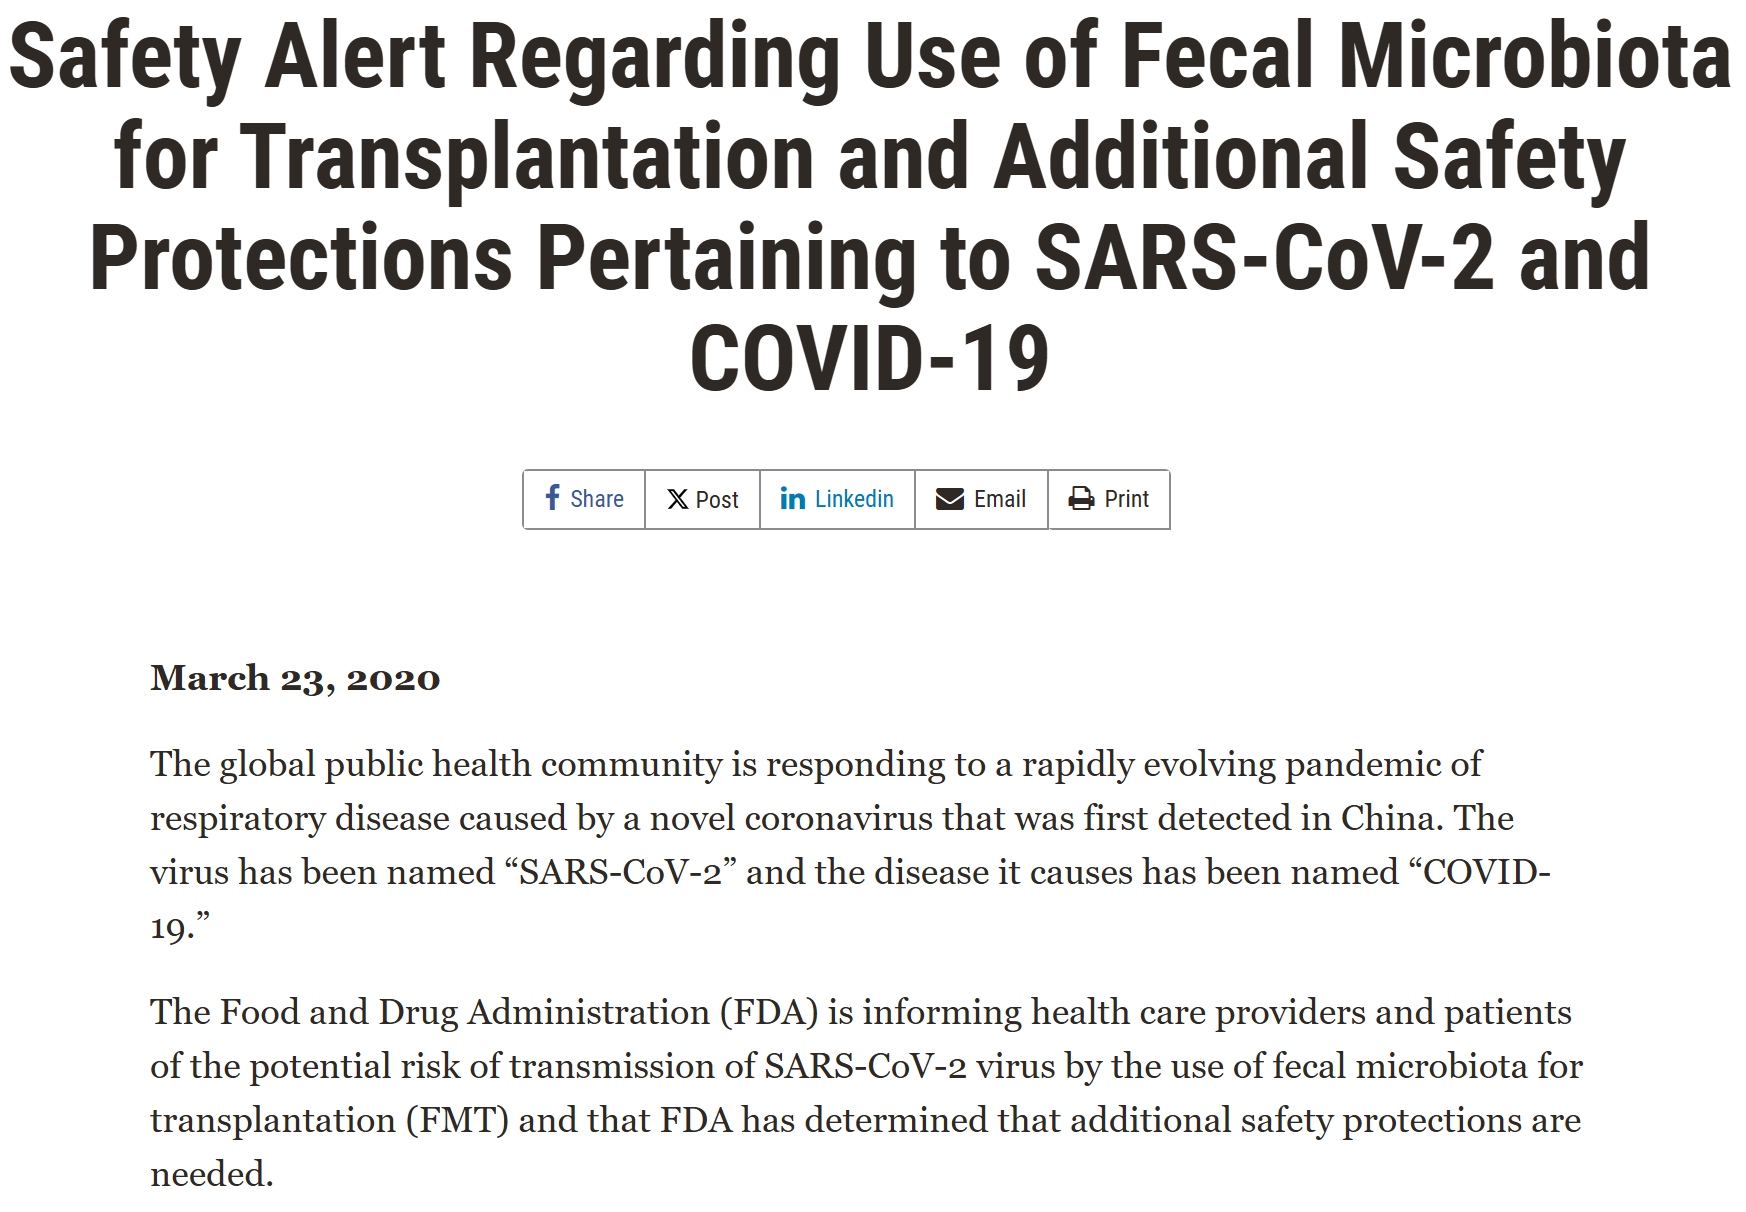 Safety Alert Regarding Use of Fecal Microbiota
for Transplantation and Additional Safety
Protections Pertaining to SARS-CoV-2 and
COVID-19
Share Post Linkedin Email Print
March 23, 2020
The global public health community is responding to a rapidly evolving pandemic of
respiratory disease caused by a novel coronavirus that was first detected in China. The
virus has been named “SARS-CoV-2” and the disease it causes has been named “COVID-
19.”
The Food and Drug Administration (FDA) is informing health care providers and patients
of the potential risk of transmission of SARS-CoV-2 virus by the use of fecal microbiota for
transplantation (FMT) and that FDA has determined that additional safety protections are
needed.